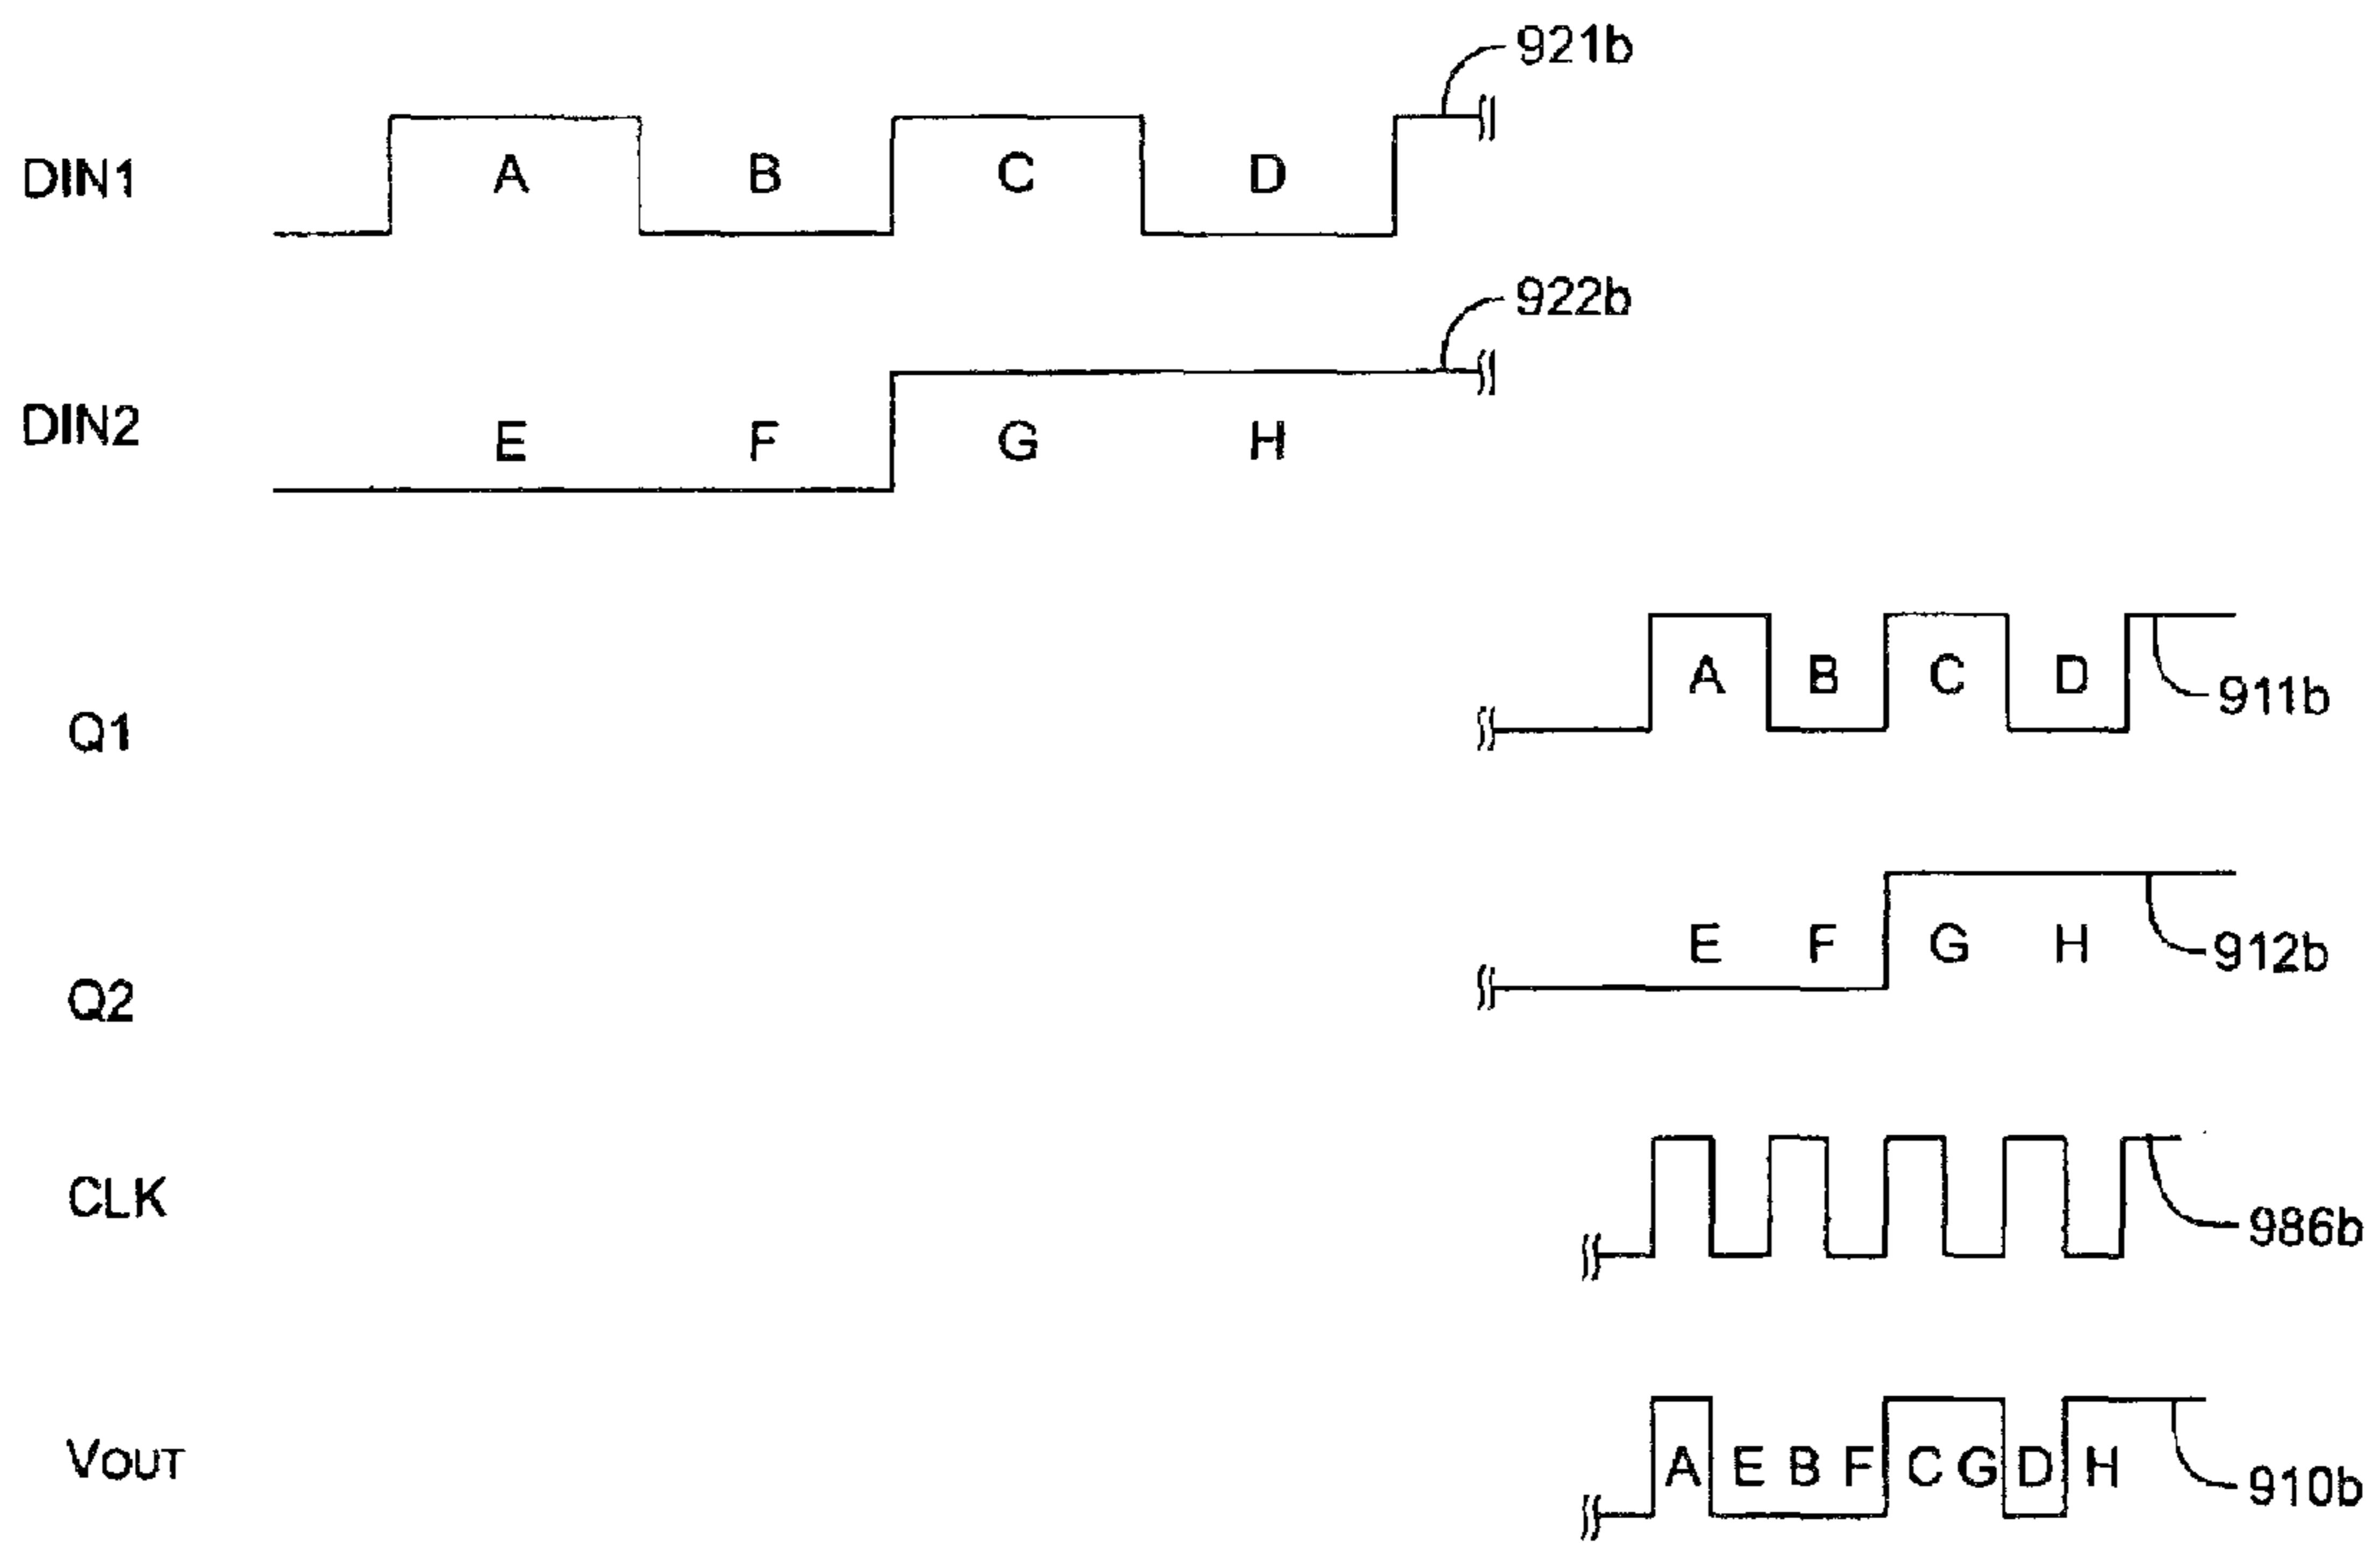 921b
DIN1 A B C D
922b
DIN2 E F G H
Q1 A B C D 911b
Q2 E F G H 912b
CLK 986b
VOUT A E B F C G D H 910b